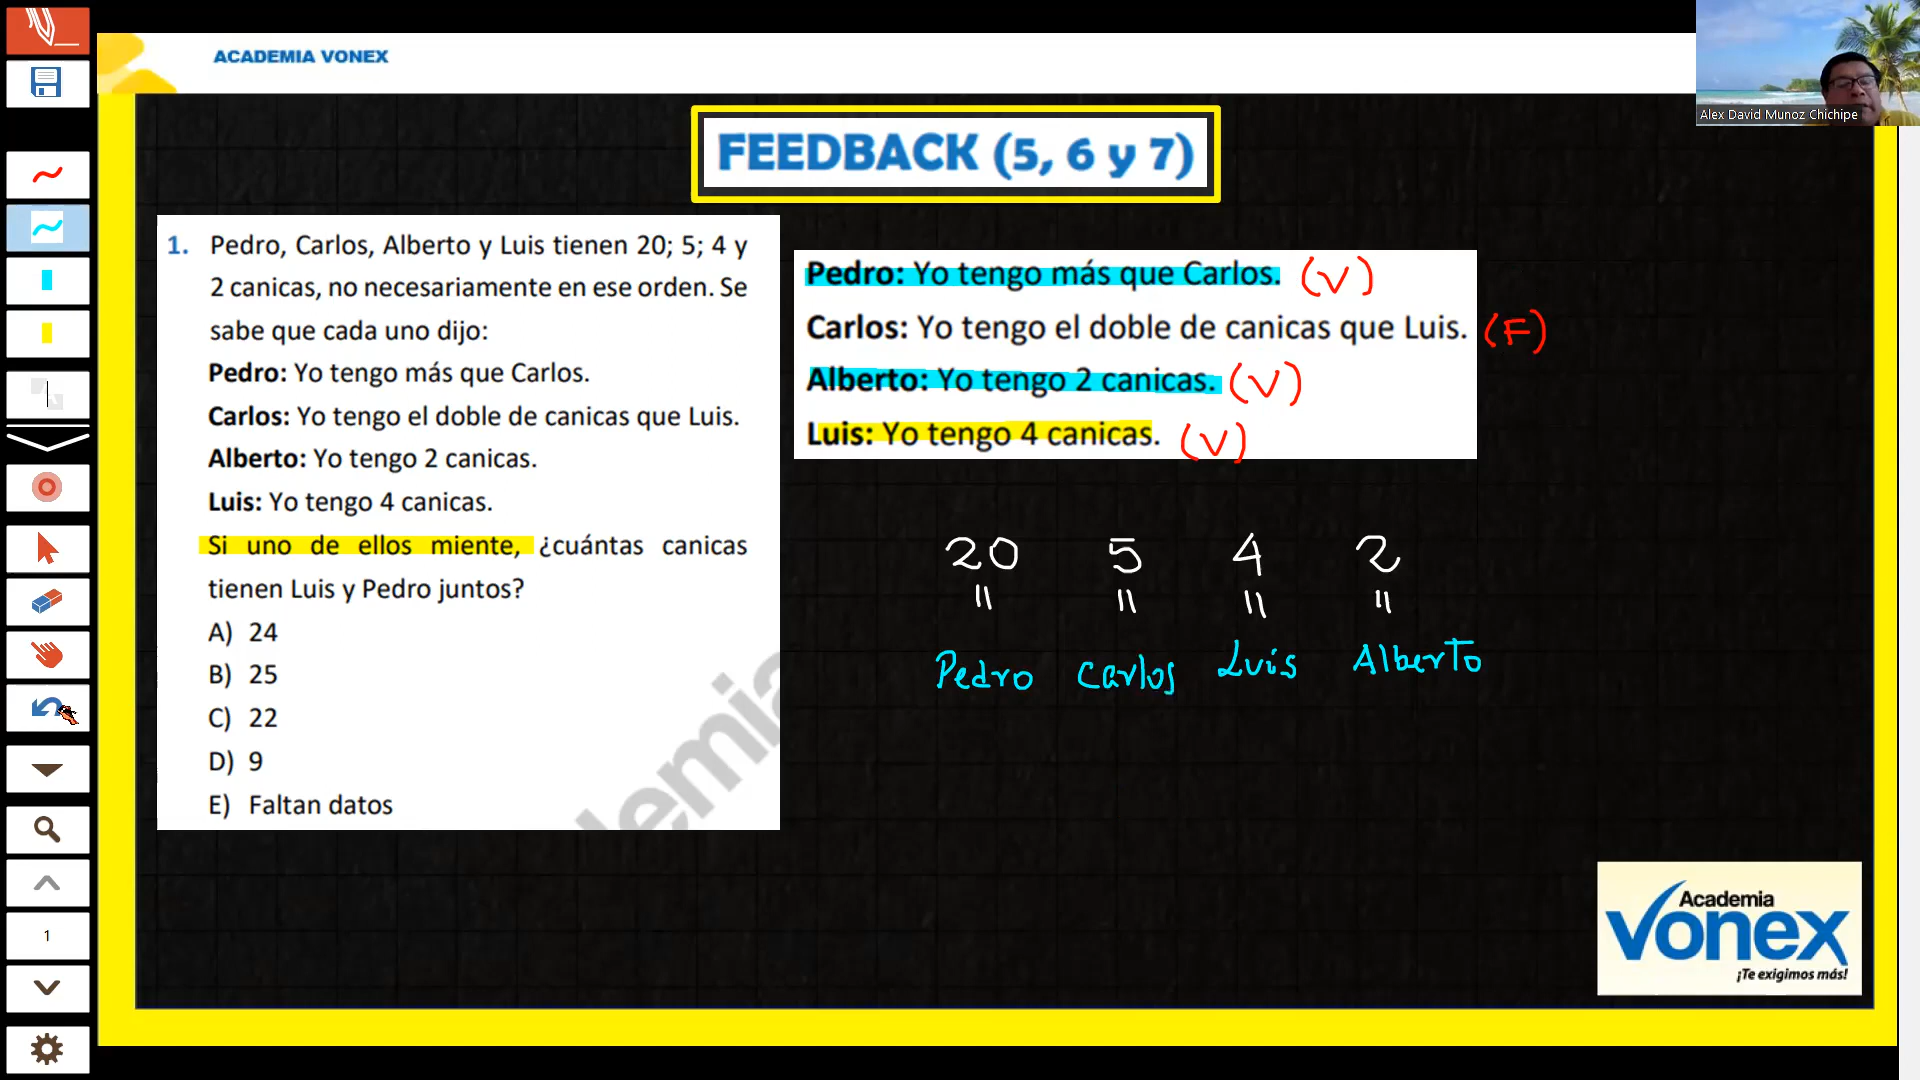 ACADEMIA VONEX
Alex David Munoz Chichipe
FEEDBACK (5, 6 y 7)
1. Pedro, Carlos, Alberto y Luis tienen 20; 5; 4 y
2 canicas, no necesariamente en ese orden. Se
sabe que cada uno dijo:
Pedro: Yo tengo más que Carlos.
Carlos: Yo tengo el doble de canicas que Luis.
Alberto: Yo tengo 2 canicas.
Luis: Yo tengo 4 canicas.
Si uno de ellos miente, ¿cuántas canicas
tienen Luis y Pedro juntos?
A) 24
B) 25
C) 22
D) 9
E) Faltan datos
Pedro: Yo tengo más que Carlos. (V)
Carlos: Yo tengo el doble de canicas que Luis. (F)
Alberto: Yo tengo 2 canicas. (V)
Luis: Yo tengo 4 canicas. (V)
20 5 4 2
= = = =
Pedro Carlos Luis Alberto
Academia
Vonex
¡Te exigimos más!
1